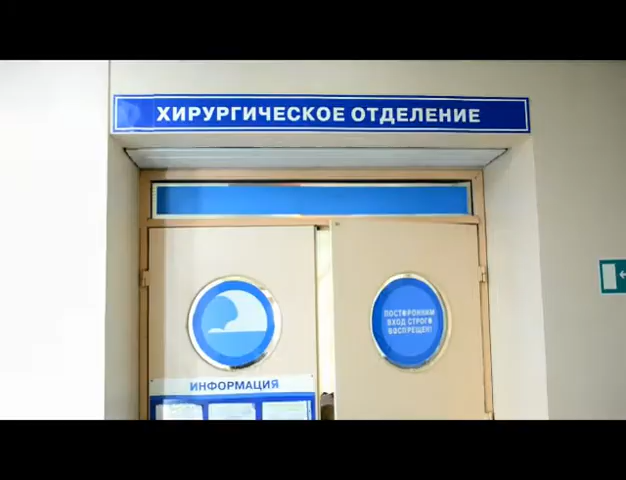 ХИРУРГИЧЕСКОЕ ОТДЕЛЕНИЕ
ПОСТОРОННИМ
ВХОД СТРОГО
ВОСПРЕЩЕН!
ИНФОРМАЦИЯ